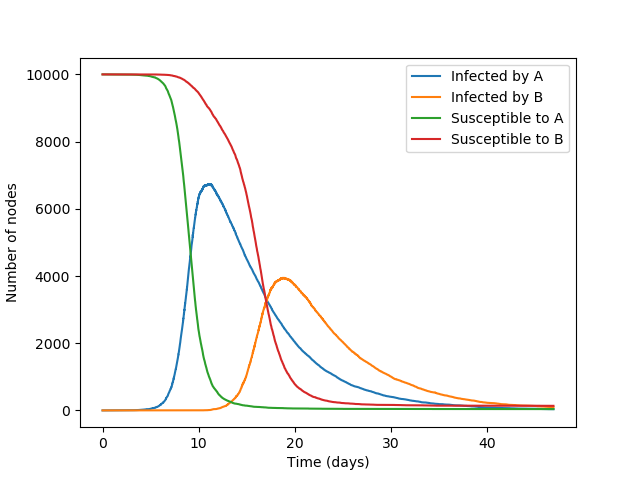 Infected by A
Infected by B
Susceptible to A
Susceptible to B
Number of nodes
10000
8000
6000
4000
2000
0
0 10 20 30 40
Time (days)